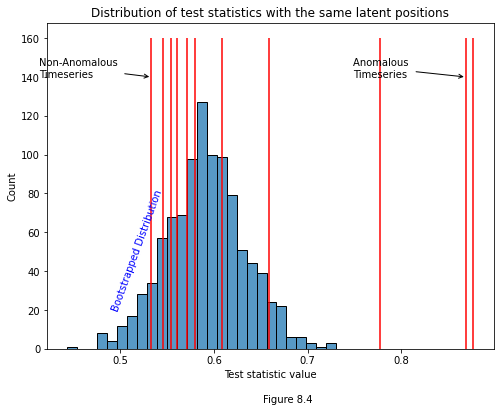 Distribution of test statistics with the same latent positions
160
140
120
100
80
60
40
20
0
Count
Non-Anomalous
Timeseries
Anomalous
Timeseries
Bootstrapped Distribution
0.5
0.6
0.7
0.8
Test statistic value
Figure 8.4